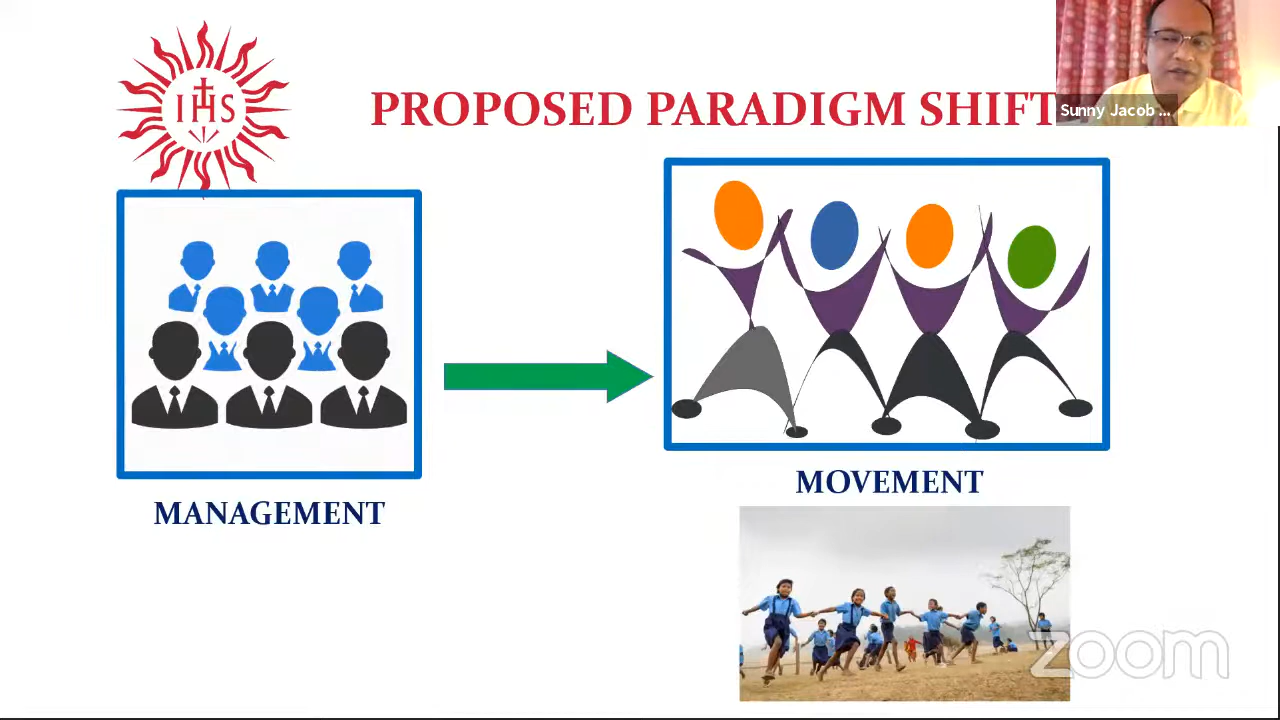 IHS
PROPOSED PARADIGM SHIFT
Sunny Jacob ...
MANAGEMENT
MOVEMENT
zoom